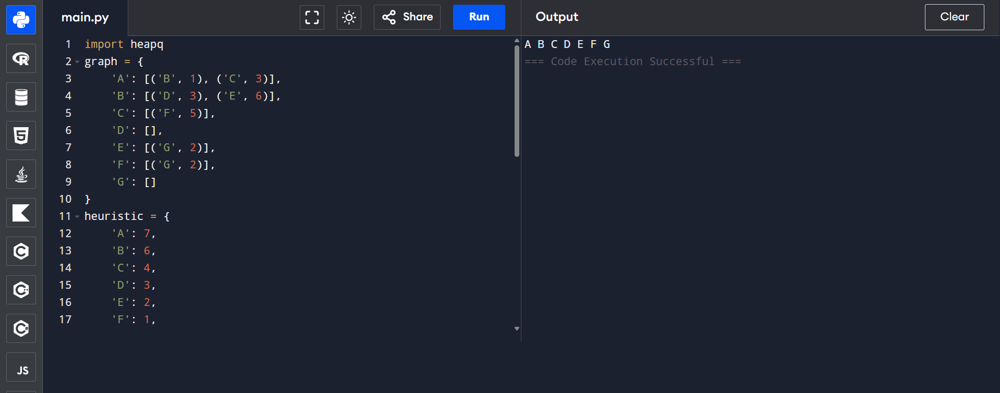 main.py
Share
Run
Output
Clear
1 import heapq
2 graph = {
3     'A': [('B', 1), ('C', 3)],
4     'B': [('D', 3), ('E', 6)],
5     'C': [('F', 5)],
6     'D': [],
7     'E': [('G', 2)],
8     'F': [('G', 2)],
9     'G': []
10 }
11 heuristic = {
12     'A': 7,
13     'B': 6,
14     'C': 4,
15     'D': 3,
16     'E': 2,
17     'F': 1,
A B C D E F G
=== Code Execution Successful ===
R
5
C
C++
C#
JS